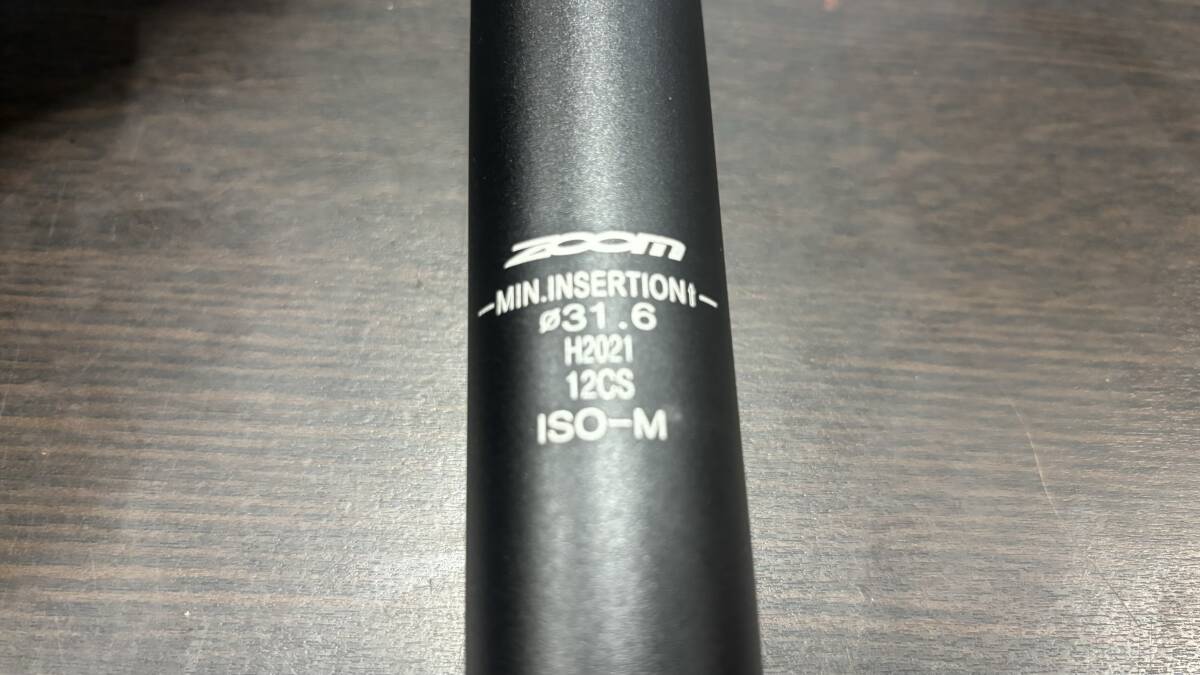 ZOOM
—MIN.INSERTION↑—
ø31.6
H2021
12CS
ISO-M